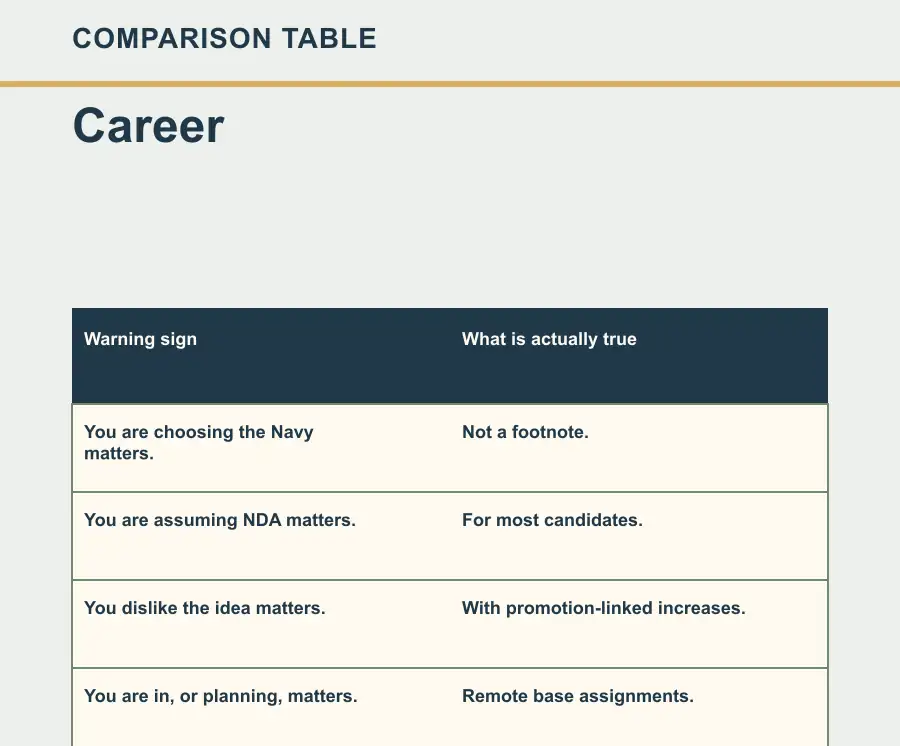 COMPARISON TABLE
Career
Warning sign
What is actually true
You are choosing the Navy
matters.
Not a footnote.
You are assuming NDA matters.
For most candidates.
You dislike the idea matters.
With promotion-linked increases.
You are in, or planning, matters.
Remote base assignments.